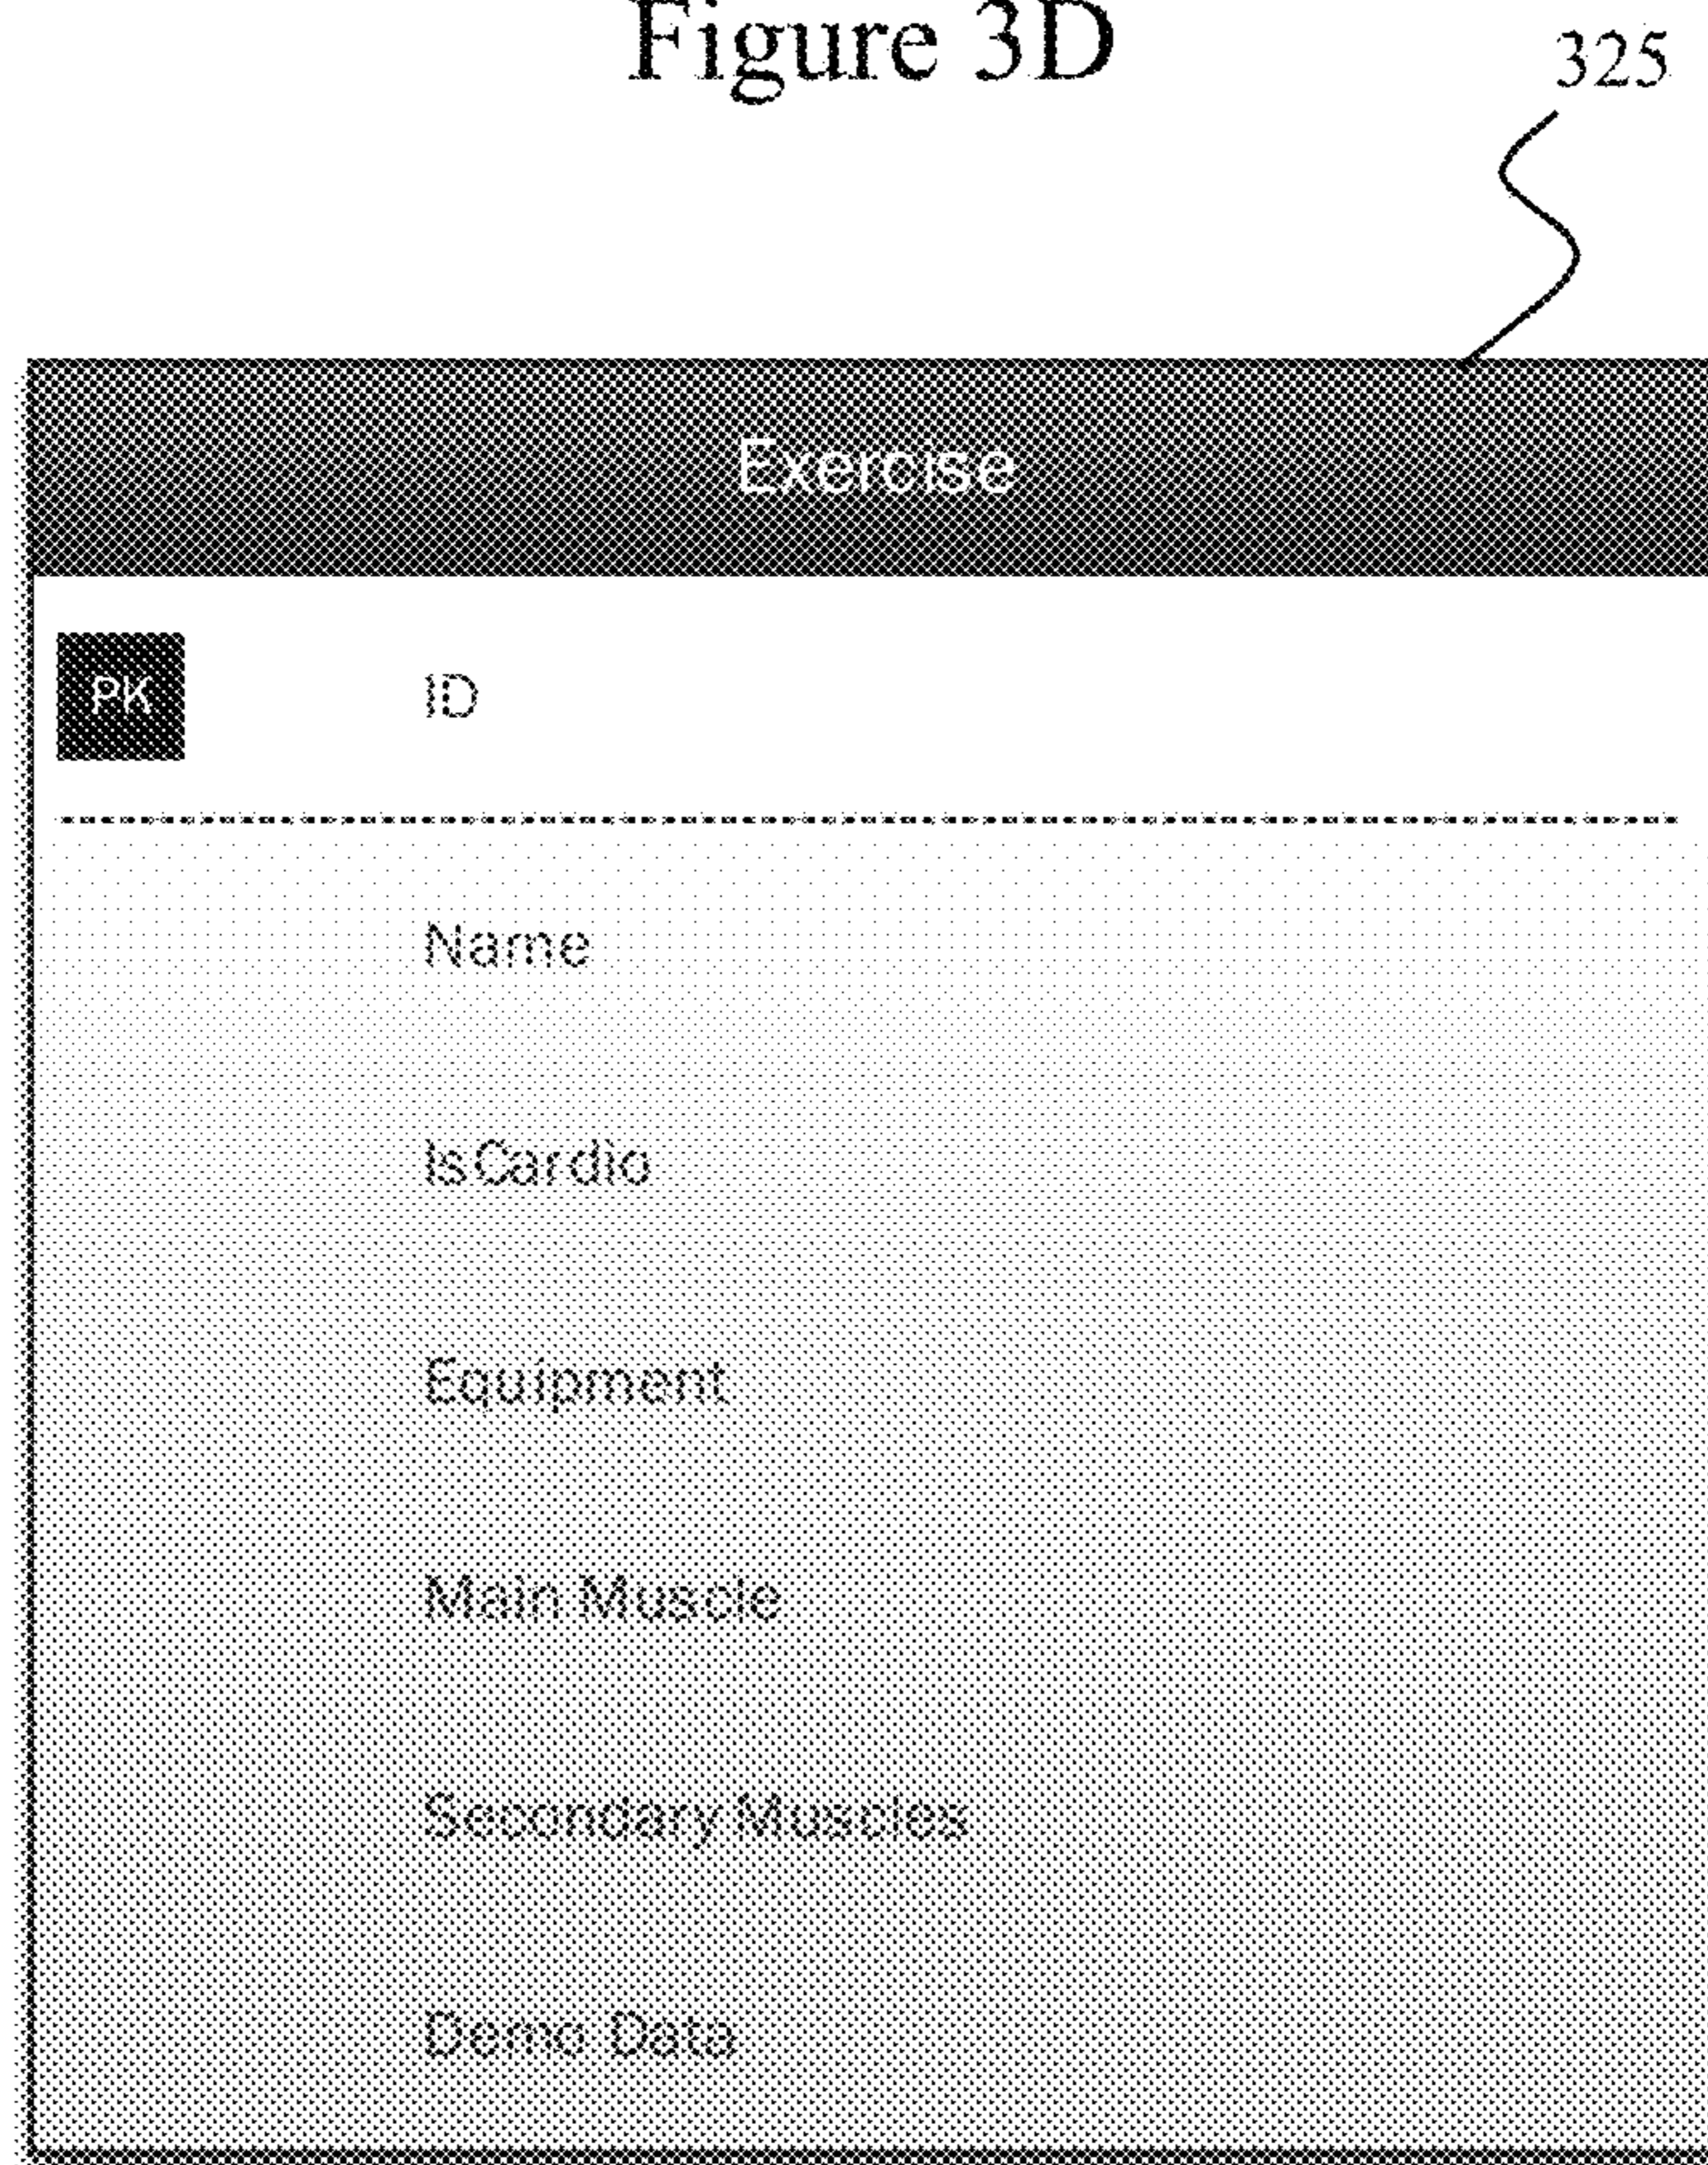 Figure 3D
325
Exercise
PK ID
Name
IsCardio
Equipment
Main Muscle
Secondary Muscles
Demo Data